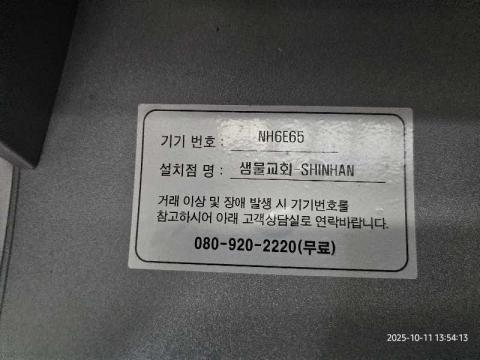 기기 번호 : NH6E65
설치점 명 : 샘물교회-SHINHAN
거래 이상 및 장애 발생 시 기기번호를
참고하시어 아래 고객상담실로 연락바랍니다.
080-920-2220(무료)
2025-10-11 13:54:13